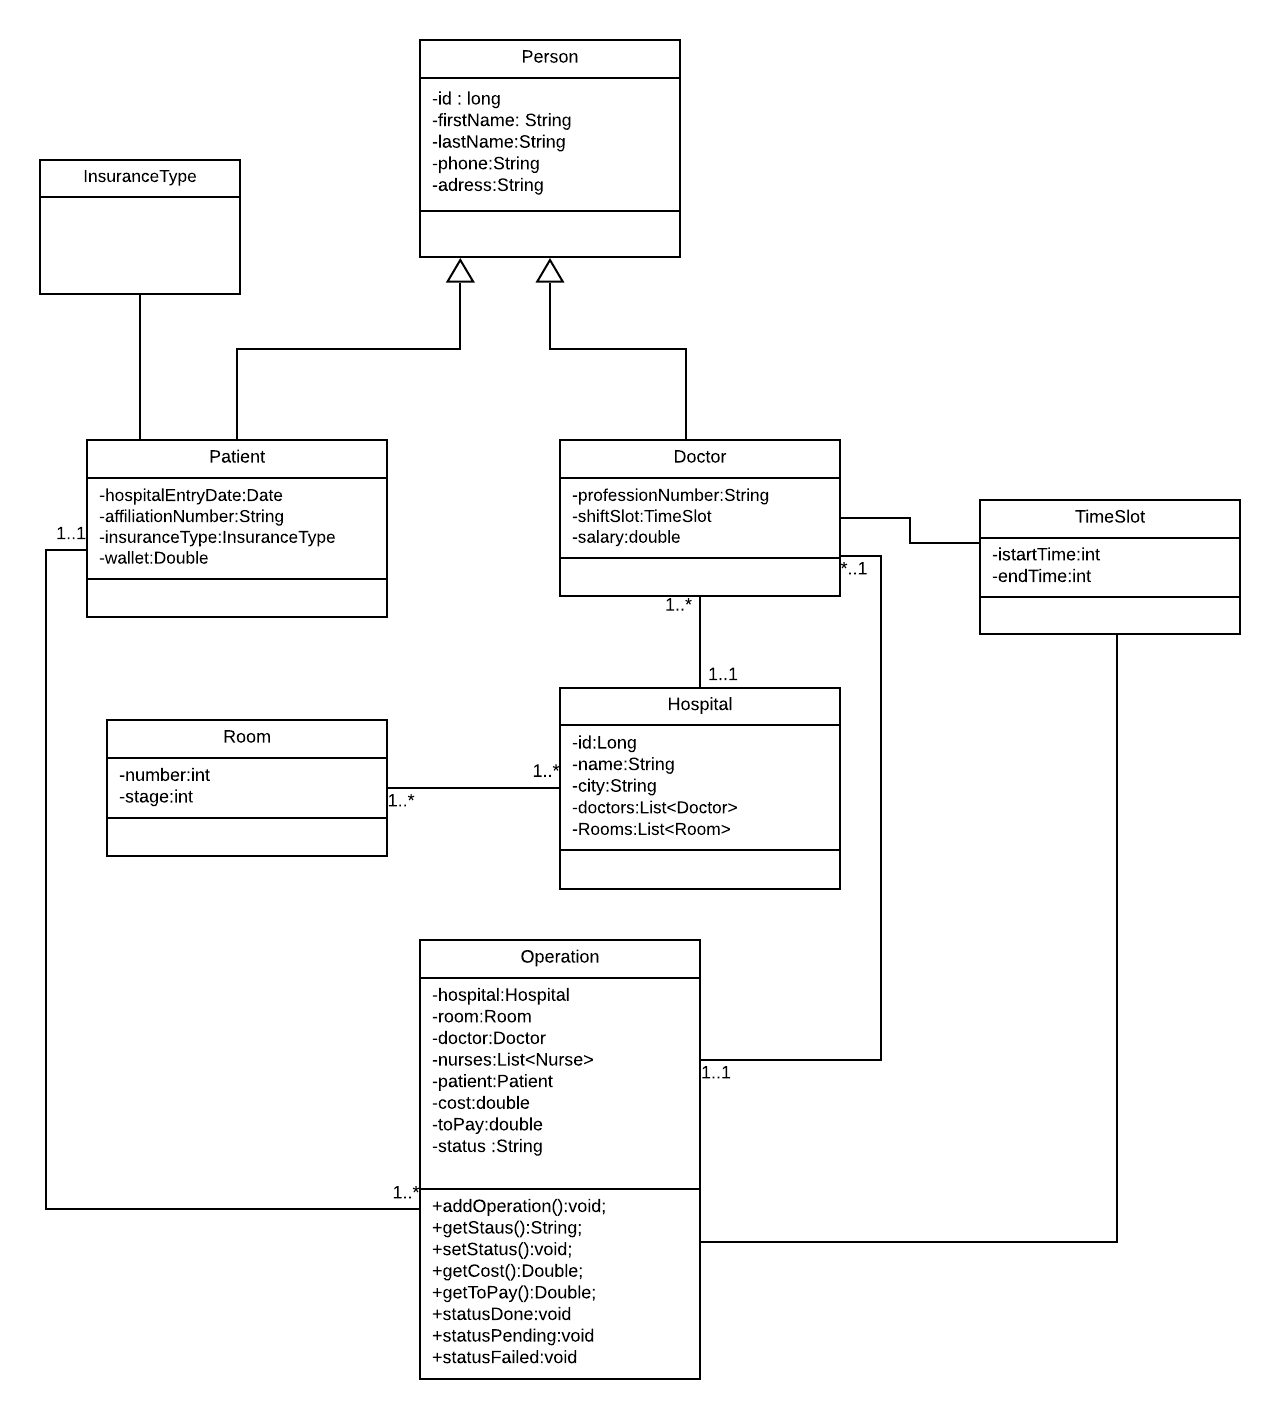 Person
-id : long
-firstName: String
-lastName:String
-phone:String
-adress:String
InsuranceType
Patient
-hospitalEntryDate:Date
-affiliationNumber:String
-insuranceType:InsuranceType
-wallet:Double
1..1
Doctor
-professionNumber:String
-shiftSlot:TimeSlot
-salary:double
*..1
1..*
TimeSlot
-istartTime:int
-endTime:int
1..1
Hospital
-id:Long
-name:String
-city:String
-doctors:List<Doctor>
-Rooms:List<Room>
1..*
Room
-number:int
-stage:int
1..*
Operation
-hospital:Hospital
-room:Room
-doctor:Doctor
-nurses:List<Nurse>
-patient:Patient
-cost:double
-toPay:double
-status :String
1..1
1..*
+addOperation():void;
+getStaus():String;
+setStatus():void;
+getCost():Double;
+getToPay():Double;
+statusDone:void
+statusPending:void
+statusFailed:void